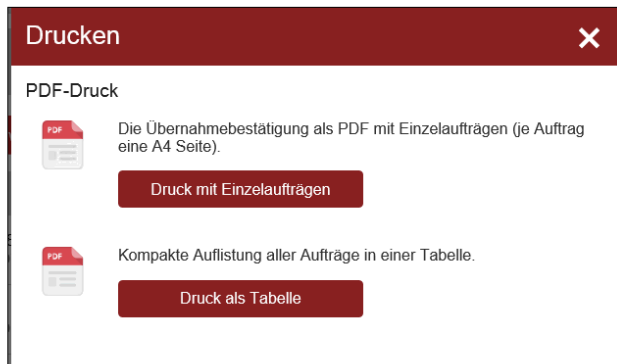 Drucken
PDF-Druck
PDF
Die Übernahmebestätigung als PDF mit Einzelaufträgen (je Auftrag
eine A4 Seite).
Druck mit Einzelaufträgen
PDF
Kompakte Auflistung aller Aufträge in einer Tabelle.
Druck als Tabelle